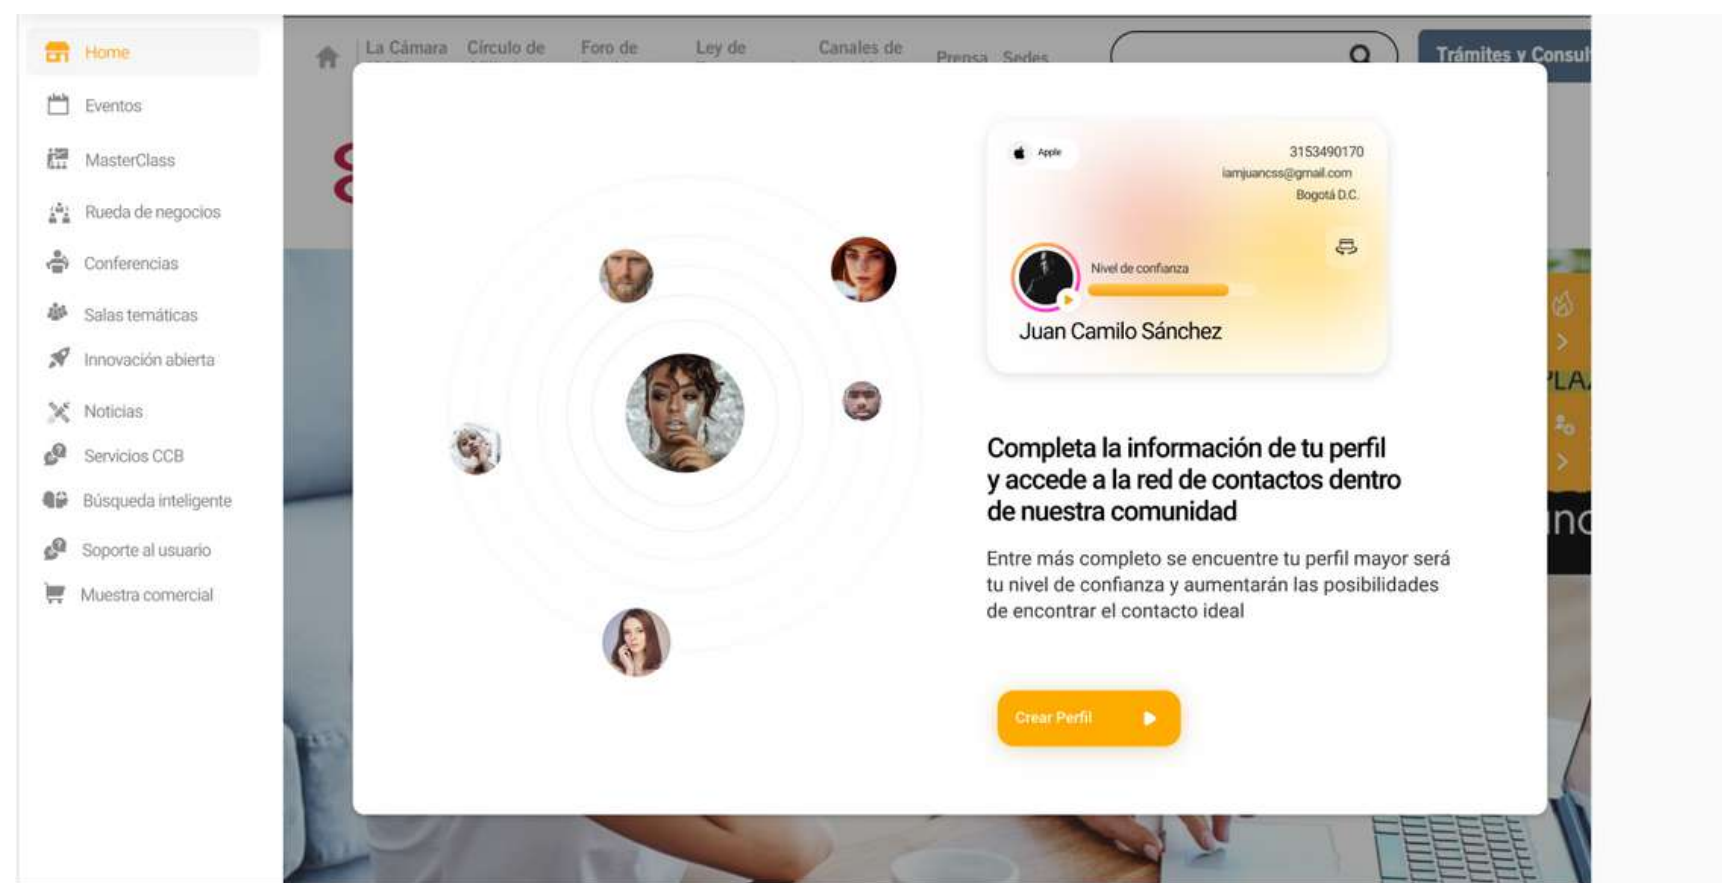 Home
Eventos
MasterClass
Rueda de negocios
Conferencias
Salas temáticas
Innovación abierta
Noticias
Servicios CCB
Búsqueda inteligente
Soporte al usuario
Muestra comercial
La Cámara
Círculo de
Foro de
Ley de
Canales de
Prensa
Sedes
Trámites y Consul
Apple
3153490170
iamjuancss@gmail.com
Bogotá D.C.
Nivel de confianza
Juan Camilo Sánchez
Completa la información de tu perfil
y accede a la red de contactos dentro
de nuestra comunidad
Entre más completo se encuentre tu perfil mayor será
tu nivel de confianza y aumentarán las posibilidades
de encontrar el contacto ideal
Crear Perfil